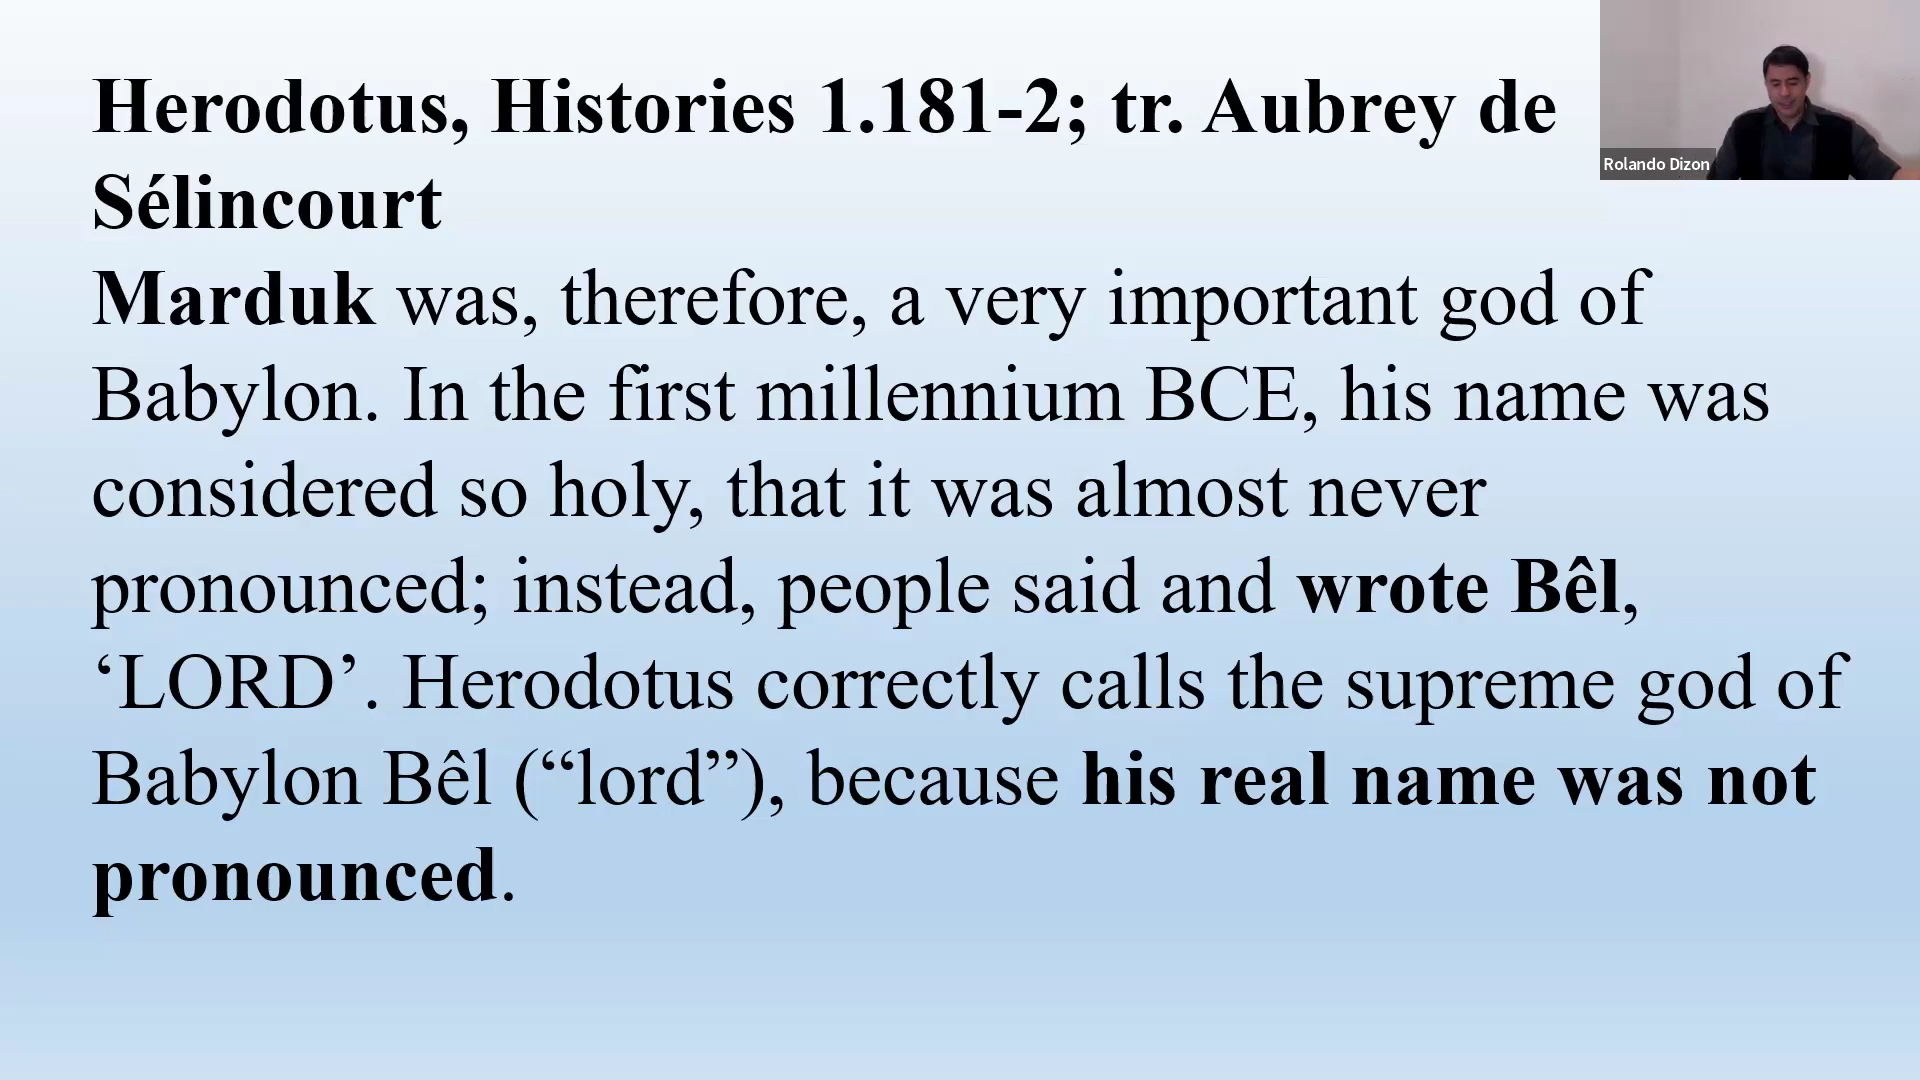 Herodotus, Histories 1.181-2; tr. Aubrey de
Sélincourt
Marduk was, therefore, a very important god of
Babylon. In the first millennium BCE, his name was
considered so holy, that it was almost never
pronounced; instead, people said and wrote Bêl,
‘LORD’. Herodotus correctly calls the supreme god of
Babylon Bêl (“lord”), because his real name was not
pronounced.
Rolando Dizon